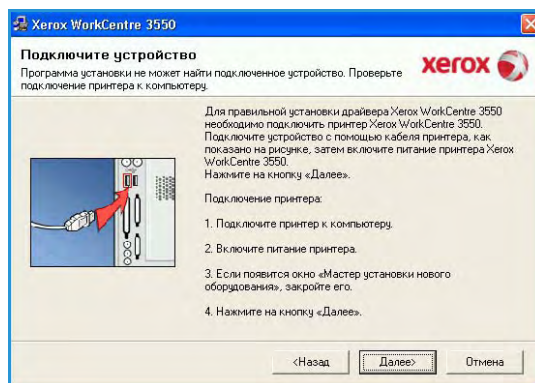 Xerox WorkCentre 3550
Подключите устройство
Программа установки не может найти подключенное устройство. Проверьте
подключение принтера к компьютеру.
xerox
Для правильной установки драйвера Xerox WorkCentre 3550
необходимо подключить принтер Xerox WorkCentre 3550.
Подключите устройство с помощью кабеля принтера, как
показано на рисунке, затем включите питание принтера Xerox
WorkCentre 3550.
Нажмите на кнопку «Далее».
Подключение принтера:
1. Подключите принтер к компьютеру.
2. Включите питание принтера.
3. Если появится окно «Мастер установки нового
оборудования», закройте его.
4. Нажмите на кнопку «Далее».
<Назад
Далее>
Отмена